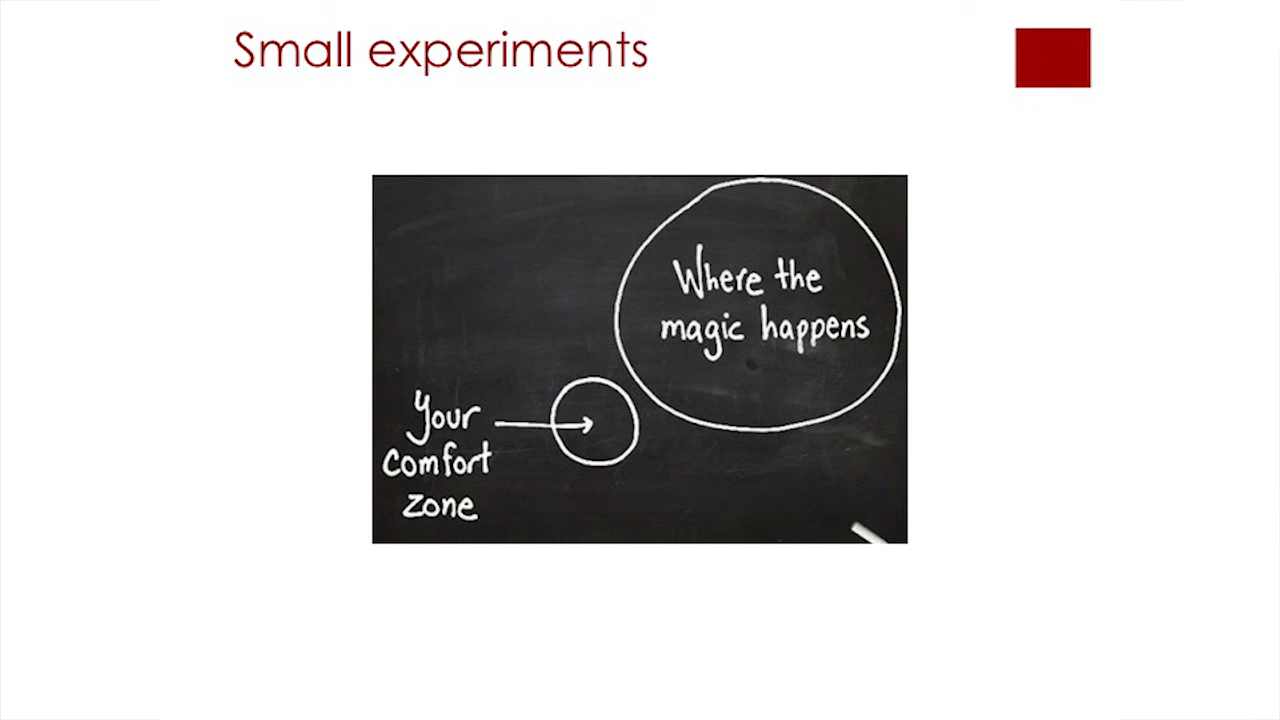 Small experiments
Where the
magic happens
Your
comfort
zone